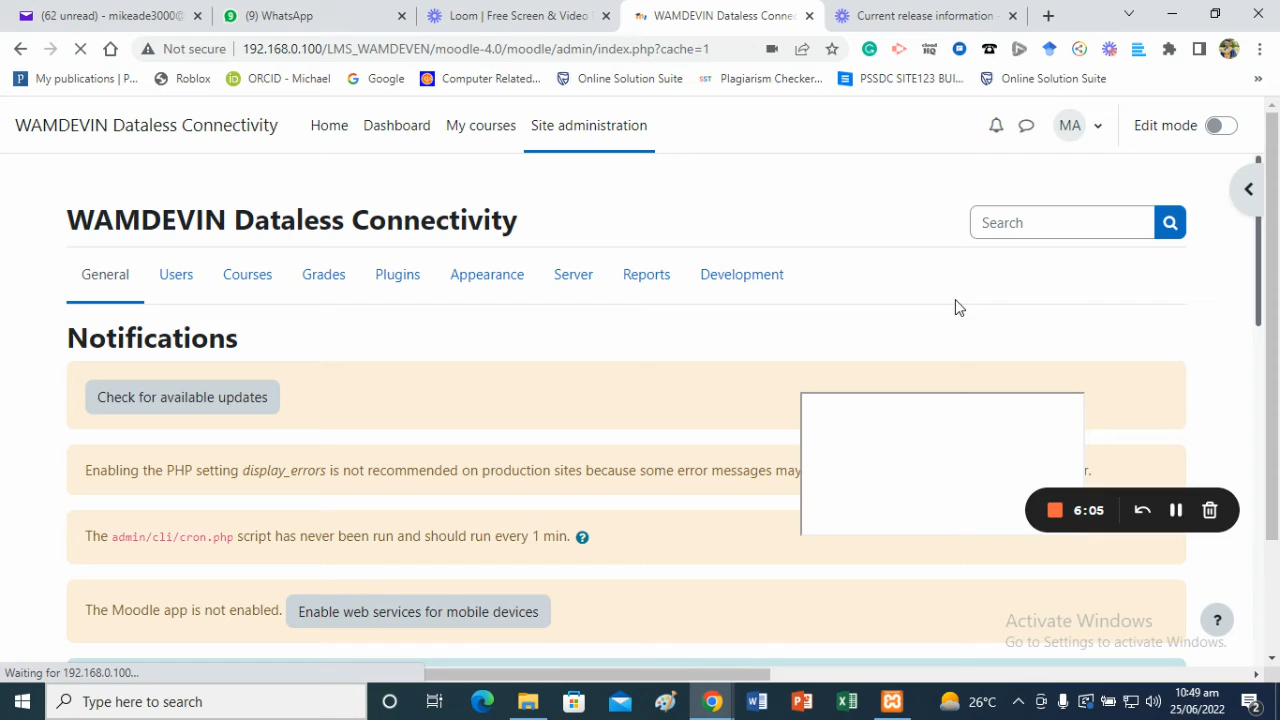 (62 unread) - mikeade3000@
(9) WhatsApp
Loom | Free Screen & Video
WAMDEVIN Dataless Connec
Current release information
Not secure
192.168.0.100/LMS_WAMDEVEN/moodle-4.0/moodle/admin/index.php?cache=1
My publications | P...
Roblox
ORCID - Michael
Google
Computer Related...
Online Solution Suite
SST Plagiarism Checker...
PSSDC SITE123 BUI...
Online Solution Suite
»
WAMDEVIN Dataless Connectivity
Home
Dashboard
My courses
Site administration
MA
Edit mode
WAMDEVIN Dataless Connectivity
Search
General
Users
Courses
Grades
Plugins
Appearance
Server
Reports
Development
Notifications
Check for available updates
Enabling the PHP setting display_errors is not recommended on production sites because some error messages may
r.
The admin/cli/cron.php script has never been run and should run every 1 min. ?
6:05
The Moodle app is not enabled. Enable web services for mobile devices
Activate Windows
Go to Settings to activate Windows.
?
Waiting for 192.168.0.100...
Type here to search
26°C
10:49 am
25/06/2022
2